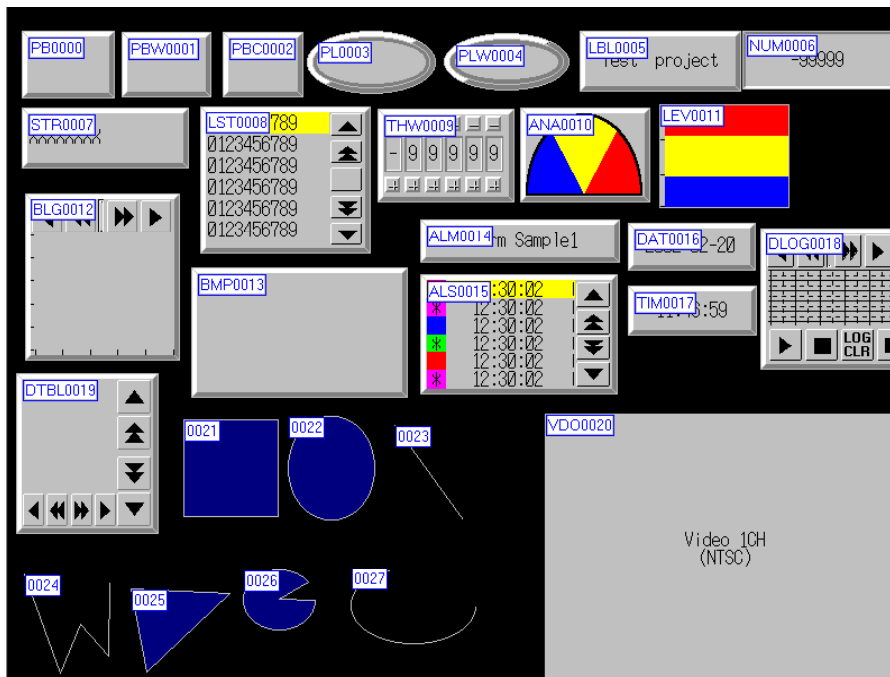 PB0000
PBW0001
PBC0002
PL0003
PLW0004
LBL0005
project
NUM0006
-99999
STR0007
LST0008 789
0123456789
0123456789
0123456789
0123456789
0123456789
THW0009
- 9 9 9 9 9
ANA0010
LEV0011
BLG0012
BMP0013
ALM0014
Sample1
ALS0015
:30:02
* 12:30:02
12:30:02
* 12:30:02
12:30:02
* 12:30:02
DAT0016
-20
TIM0017
:59
DLOG0018
LOG
CLR
DTBL0019
VDO0020
Video 1CH
(NTSC)
0021
0022
0023
0024
0025
0026
0027